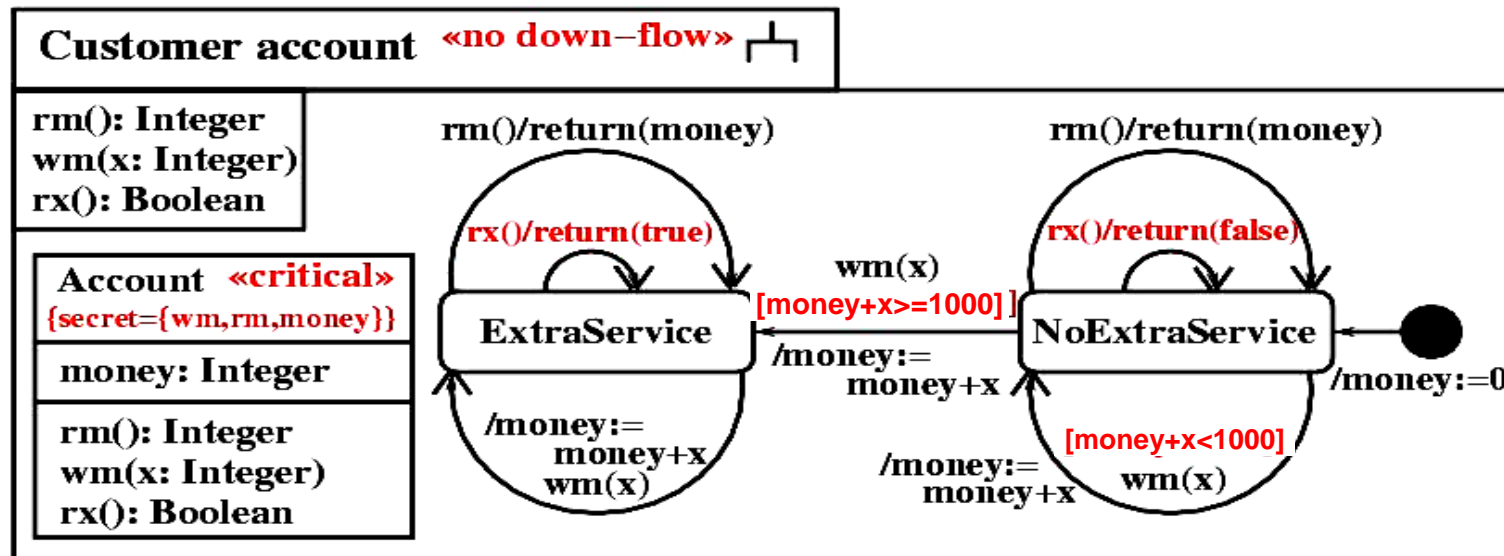 Customer account «no down–flow»
rm(): Integer
wm(x: Integer)
rx(): Boolean
Account «critical»
{secret={wm,rm,money}}
money: Integer
rm(): Integer
wm(x: Integer)
rx(): Boolean
rm()/return(money)
rx()/return(true)
ExtraService
/money:=
money+x
wm(x)
wm(x)
[money+x>=1000] ]
/money:=
money+x
rm()/return(money)
rx()/return(false)
NoExtraService
/money:=0
[money+x<1000]
/money:=
money+x
wm(x)